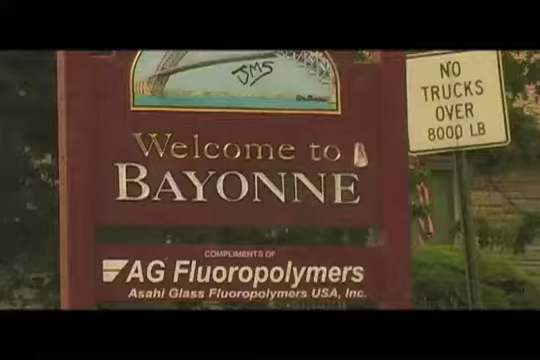 JMS
Welcome to
BAYONNE
COMPLIMENTS OF
AG Fluoropolymers
Asahi Glass Fluoropolymers USA, Inc.
NO
TRUCKS
OVER
8000 LB